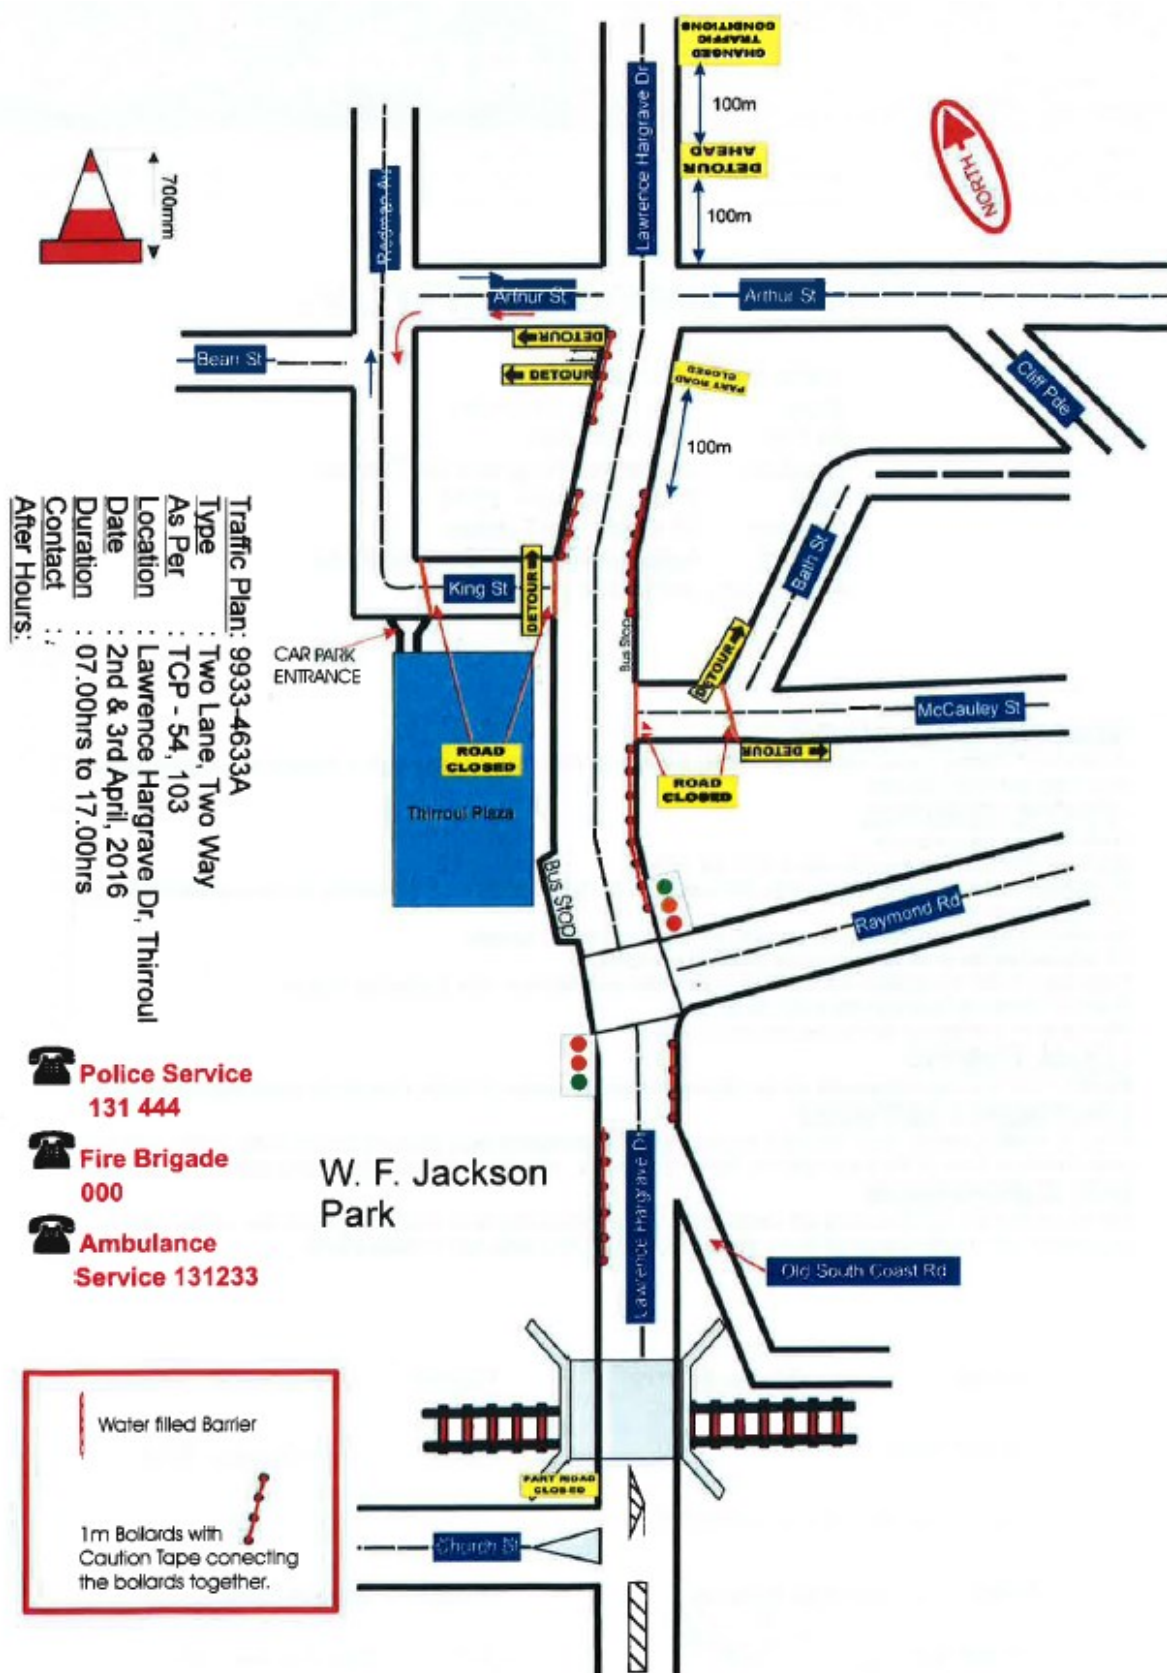 CHANGED
TRAFFIC
CONDITIONS
100m
DETOUR
AHEAD
100m
NORTH
Lawrence Hargrave Dr
700mm
Redman Av
Arthur St
Arthur St
Bean St
DETOUR
DETOUR
PART ROAD
CLOSED
100m
Cliff Pde
Bath St
King St
DETOUR
Bus Stop
DETOUR
McCauley St
DETOUR
CAR PARK
ENTRANCE
ROAD
CLOSED
ROAD
CLOSED
Thirroul Plaza
Bus Stop
Raymond Rd
Traffic Plan: 9933-4633A
Type : Two Lane, Two Way
As Per : TCP - 54, 103
Location : Lawrence Hargrave Dr, Thirroul
Date : 2nd & 3rd April, 2016
Duration : 07.00hrs to 17.00hrs
Contact :
After Hours:
Police Service
131 444
Fire Brigade
000
Ambulance
Service 131233
W. F. Jackson
Park
Lawrence Hargrave Dr
Old South Coast Rd
PART ROAD
CLOSED
Church St
Water filled Barrier
1m Bollards with
Caution Tape conecting
the bollards together.